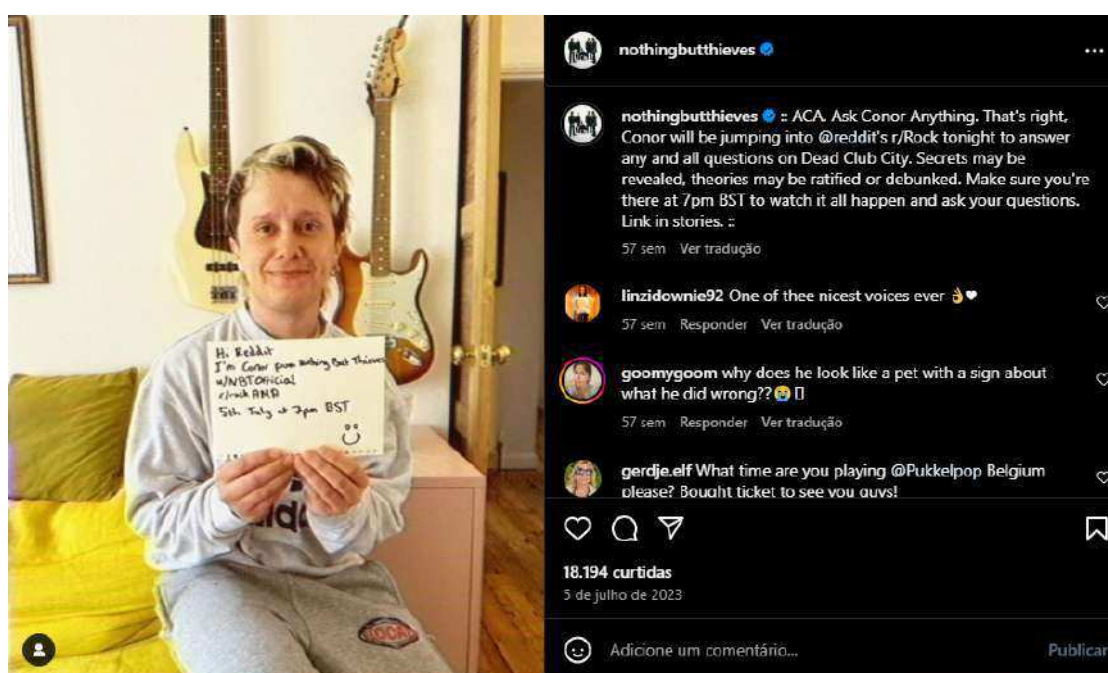 nothingbutthieves
nothingbutthieves :: ACA. Ask Conor Anything. That's right,
Conor will be jumping into @reddit's r/Rock tonight to answer
any and all questions on Dead Club City. Secrets may be
revealed, theories may be ratified or debunked. Make sure you're
there at 7pm BST to watch it all happen and ask your questions.
Link in stories. ::
57 sem Ver tradução
linzidownie92 One of thee nicest voices ever 👌♥
57 sem Responder Ver tradução
goomygoom why does he look like a pet with a sign about
what he did wrong??😭
57 sem Responder Ver tradução
gerdje.elf What time are you playing @Pukkelpop Belgium
please? Bought ticket to see you guys!
18.194 curtidas
5 de julho de 2023
Adicione um comentário...
Publicar
Hi Reddit
I'm Conor from Nothing But Thieves
u/NBTOfficial
r/rock AMA
5th July at 7pm BST